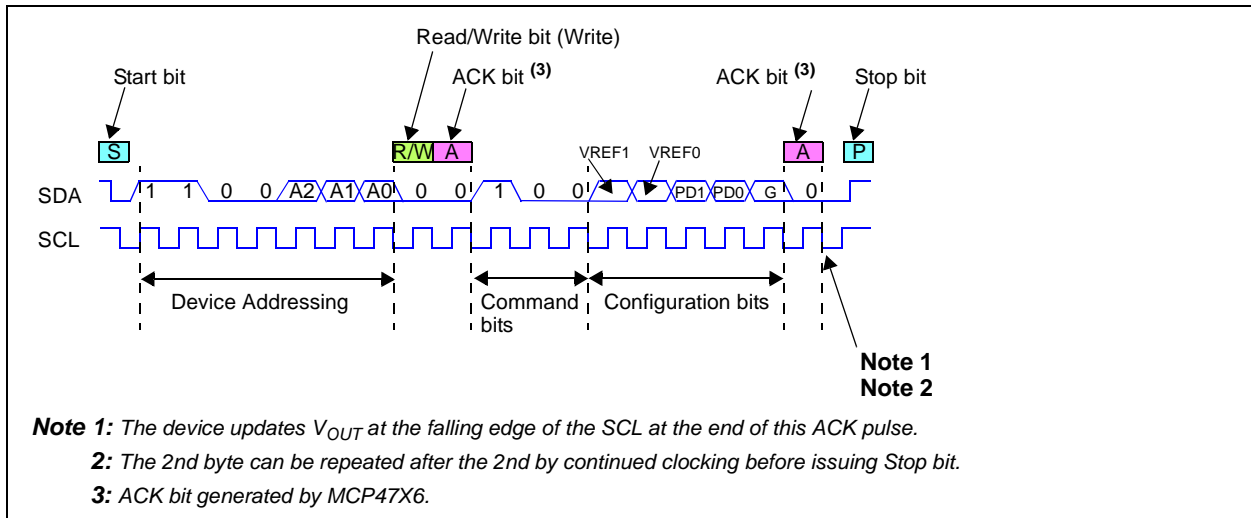 Read/Write bit (Write)
Start bit
ACK bit (3)
ACK bit (3)
Stop bit
S
R/W A
VREF1 VREF0
A
P
SDA 1 1 0 0 A2 A1 A0 0 0 1 0 0 PD1 PD0 G 0
SCL
Device Addressing
Command bits
Configuration bits
Note 1
Note 2
Note 1: The device updates VOUT at the falling edge of the SCL at the end of this ACK pulse.
2: The 2nd byte can be repeated after the 2nd by continued clocking before issuing Stop bit.
3: ACK bit generated by MCP47X6.